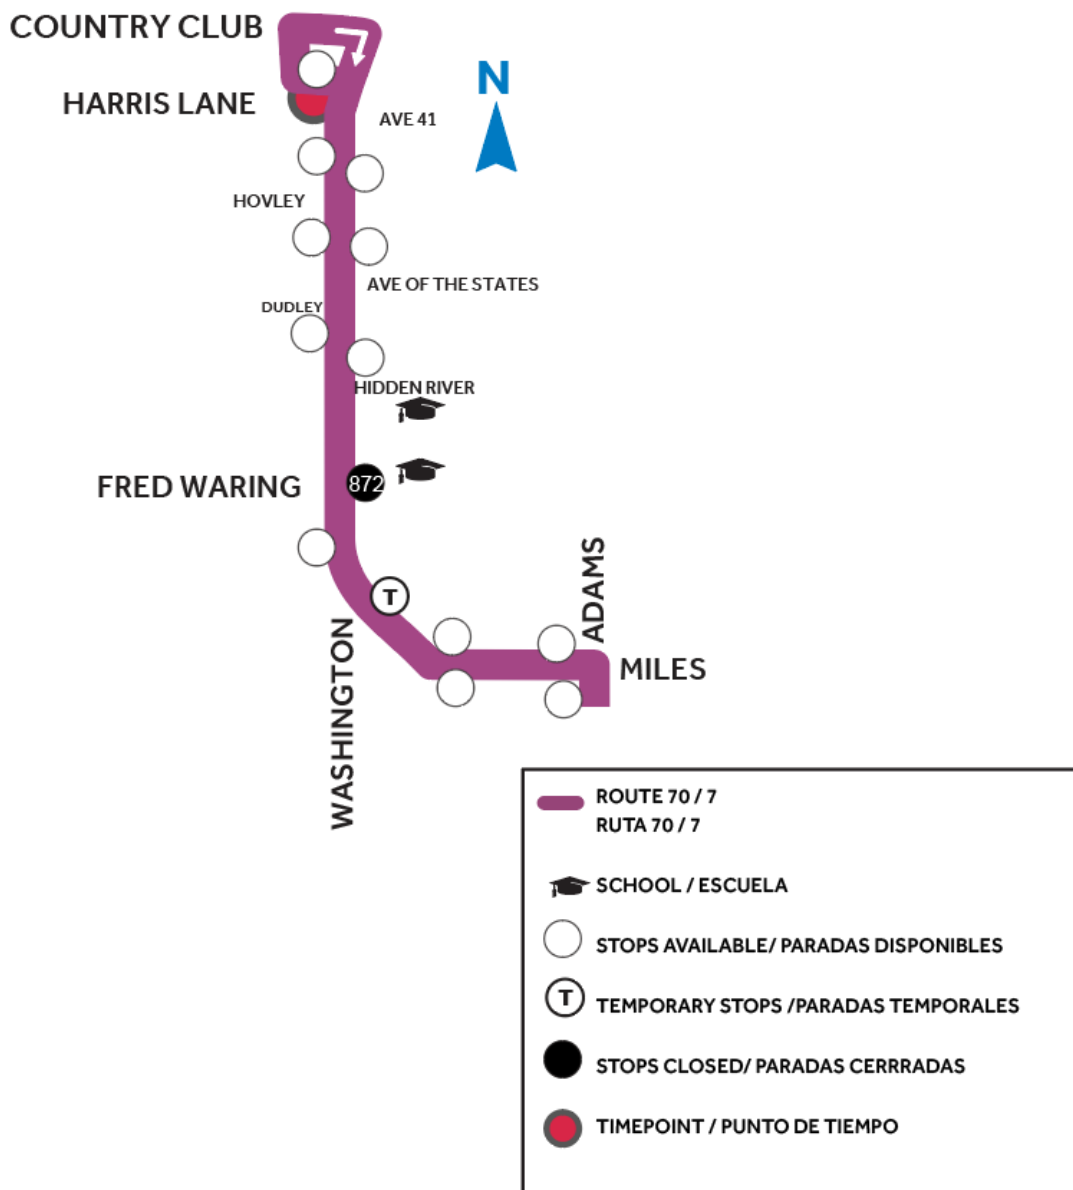 COUNTRY CLUB
N
HARRIS LANE
AVE 41
HOVLEY
AVE OF THE STATES
DUDLEY
HIDDEN RIVER
FRED WARING
872
ADAMS
T
WASHINGTON
MILES
ROUTE 70 / 7
RUTA 70 / 7
SCHOOL / ESCUELA
STOPS AVAILABLE/ PARADAS DISPONIBLES
T
TEMPORARY STOPS /PARADAS TEMPORALES
STOPS CLOSED/ PARADAS CERRRADAS
TIMEPOINT / PUNTO DE TIEMPO